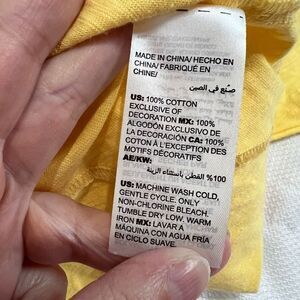 MADE IN CHINA/ HECHO EN
CHINA/ FABRIQUÉ EN
CHINE/
صنع في الصين
US: 100% COTTON
EXCLUSIVE OF
DECORATION MX: 100%
ALGODÓN EXCLUSIVO DE
LA DECORACIÓN CA: 100%
COTON À L'EXCEPTION DES
MOTIFS DÉCORATIFS
AE/KW:
100% القطن باستثناء الزينة
US: MACHINE WASH COLD,
GENTLE CYCLE. ONLY
NON-CHLORINE BLEACH.
TUMBLE DRY LOW. WARM
IRON MX: LAVAR A
MÁQUINA CON AGUA FRÍA
EN CICLO SUAVE.